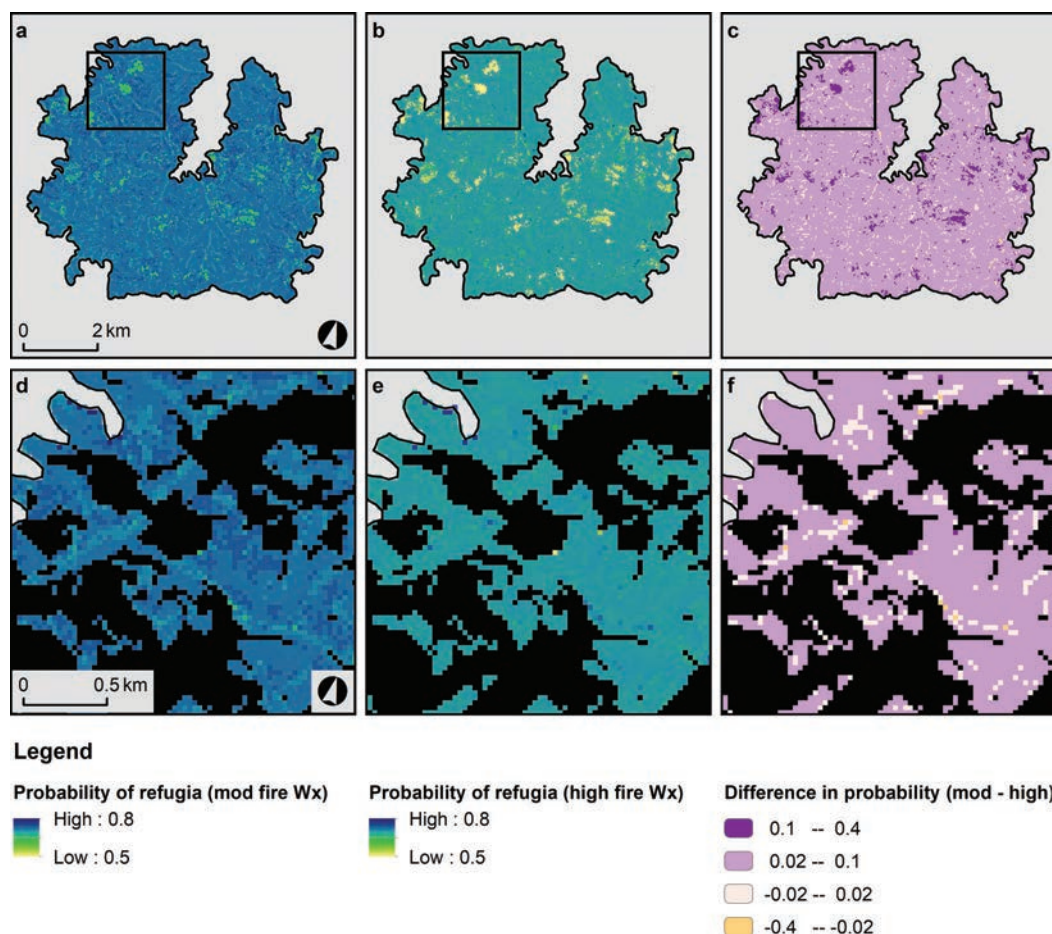 a
b
c
0 2 km
d
e
f
0 0.5 km
Legend
Probability of refugia (mod fire Wx)
High : 0.8
Low : 0.5
Probability of refugia (high fire Wx)
High : 0.8
Low : 0.5
Difference in probability (mod - high)
0.1 -- 0.4
0.02 -- 0.1
-0.02 -- 0.02
-0.4 -- -0.02